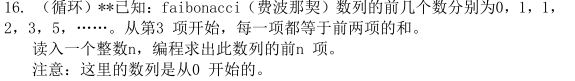 16. （循环）**已知：faibonacci（费波那契）数列的前几个数分别为0，1，1，
2，3，5，……。从第3 项开始，每一项都等于前两项的和。
读入一个整数n，编程求出此数列的前n 项。
注意：这里的数列是从0 开始的。